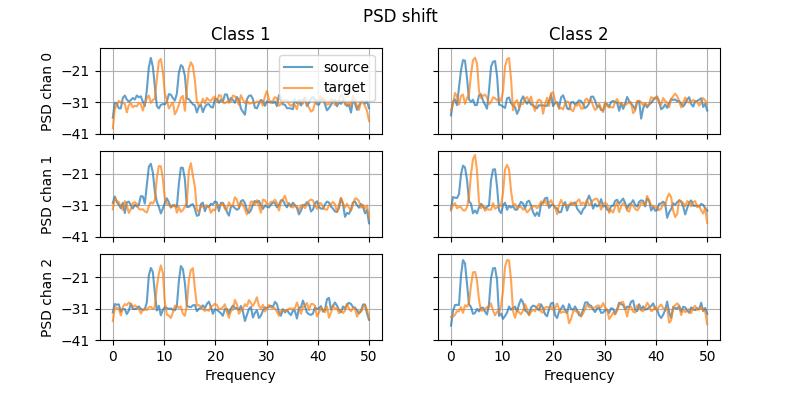 PSD shift
Class 1
Class 2
PSD chan 0
−21
−31
−41
source
target
PSD chan 1
−21
−31
−41
PSD chan 2
−21
−31
−41
0 10 20 30 40 50
0 10 20 30 40 50
Frequency
Frequency